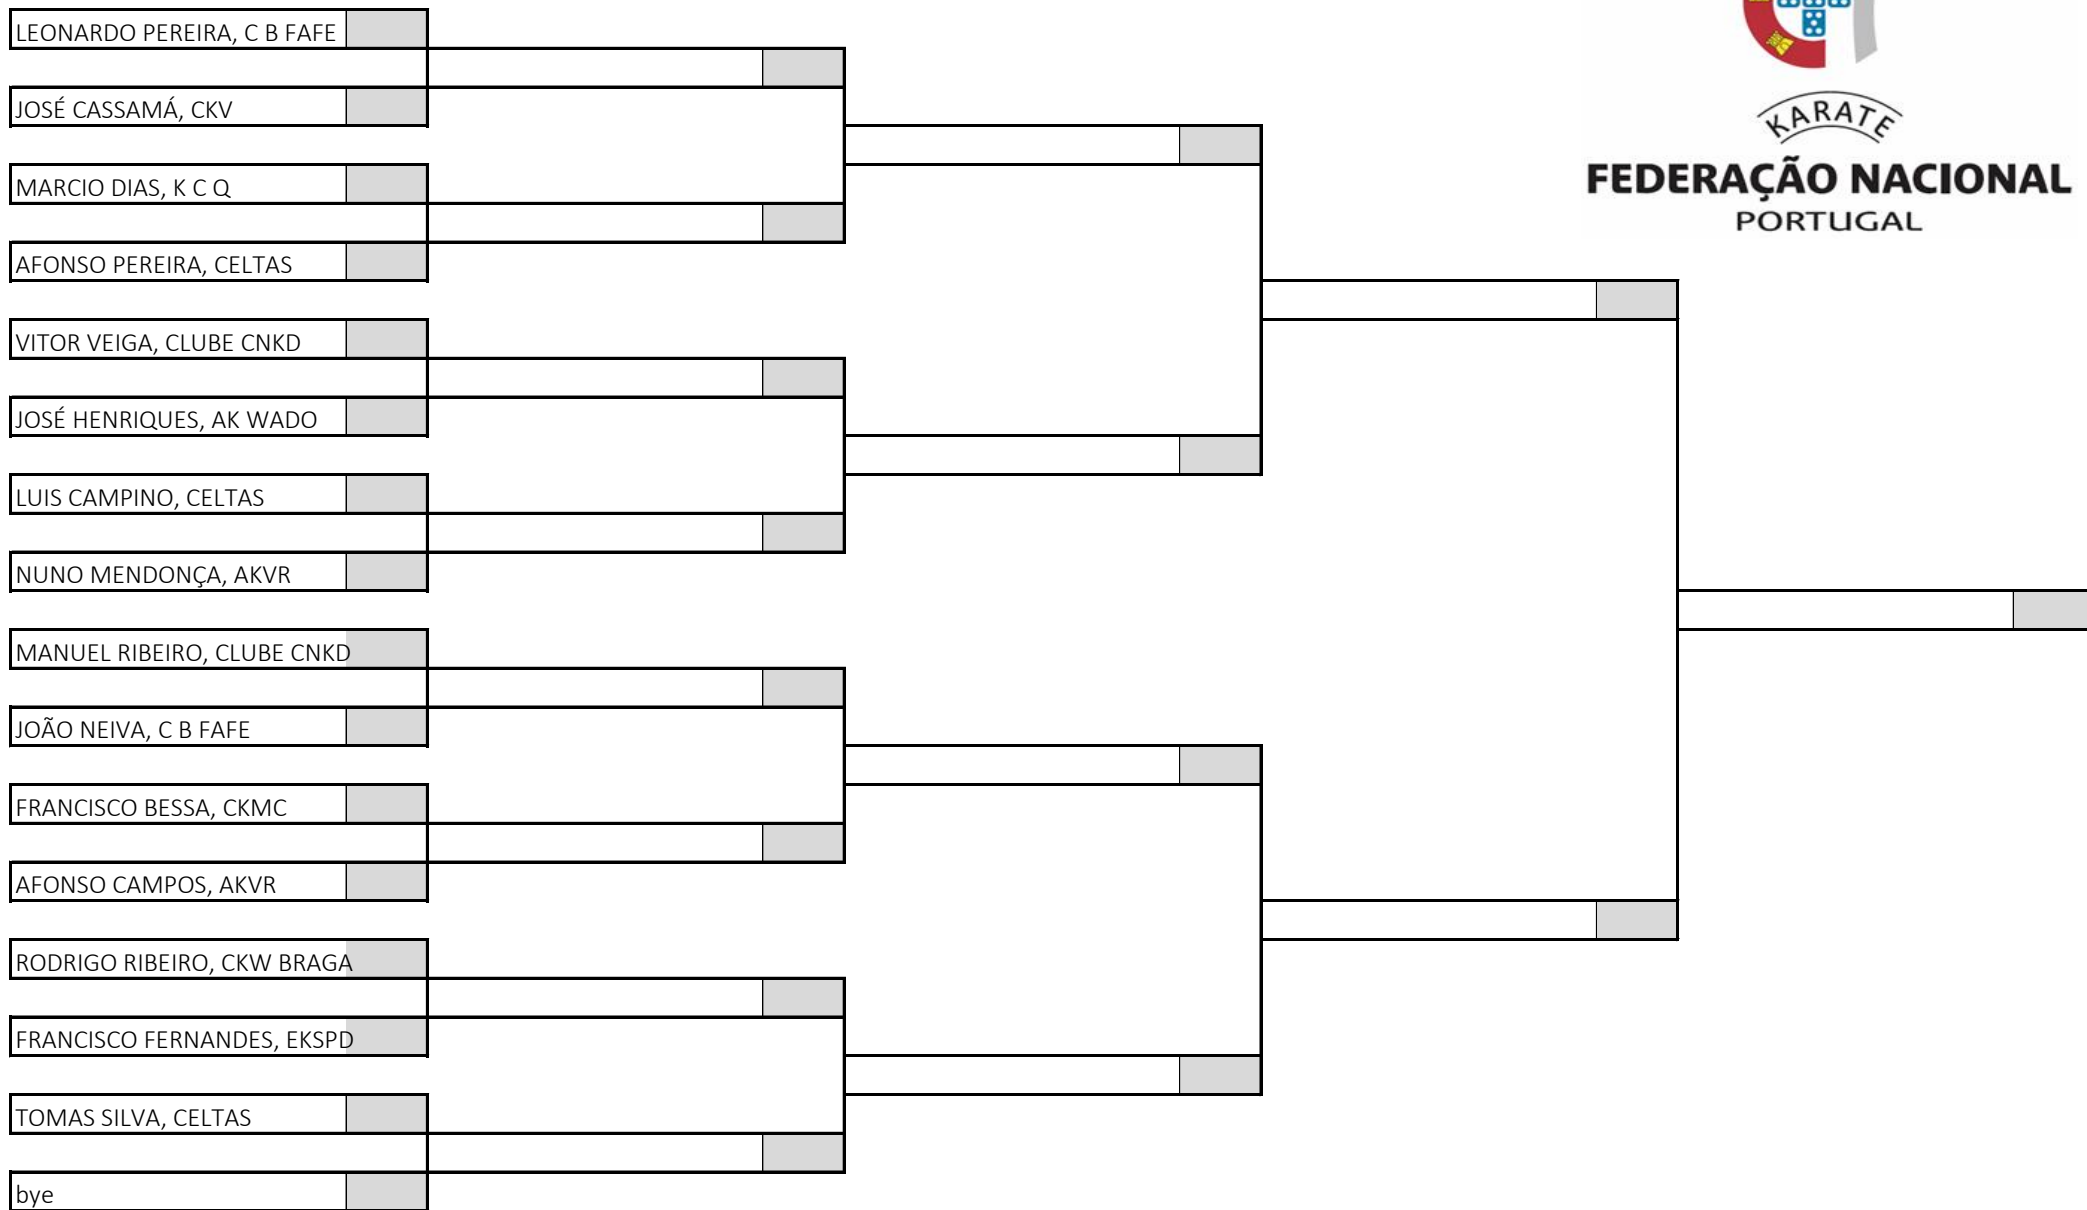 LEONARDO PEREIRA, C B FAFE
JOSÉ CASSAMÁ, CKV
MARCIO DIAS, K C Q
AFONSO PEREIRA, CELTAS
VITOR VEIGA, CLUBE CNKD
JOSÉ HENRIQUES, AK WADO
LUIS CAMPINO, CELTAS
NUNO MENDONÇA, AKVR
MANUEL RIBEIRO, CLUBE CNKD
JOÃO NEIVA, C B FAFE
FRANCISCO BESSA, CKMC
AFONSO CAMPOS, AKVR
RODRIGO RIBEIRO, CKW BRAGA
FRANCISCO FERNANDES, EKSPD
TOMAS SILVA, CELTAS
bye
KARATE
FEDERAÇÃO NACIONAL
PORTUGAL